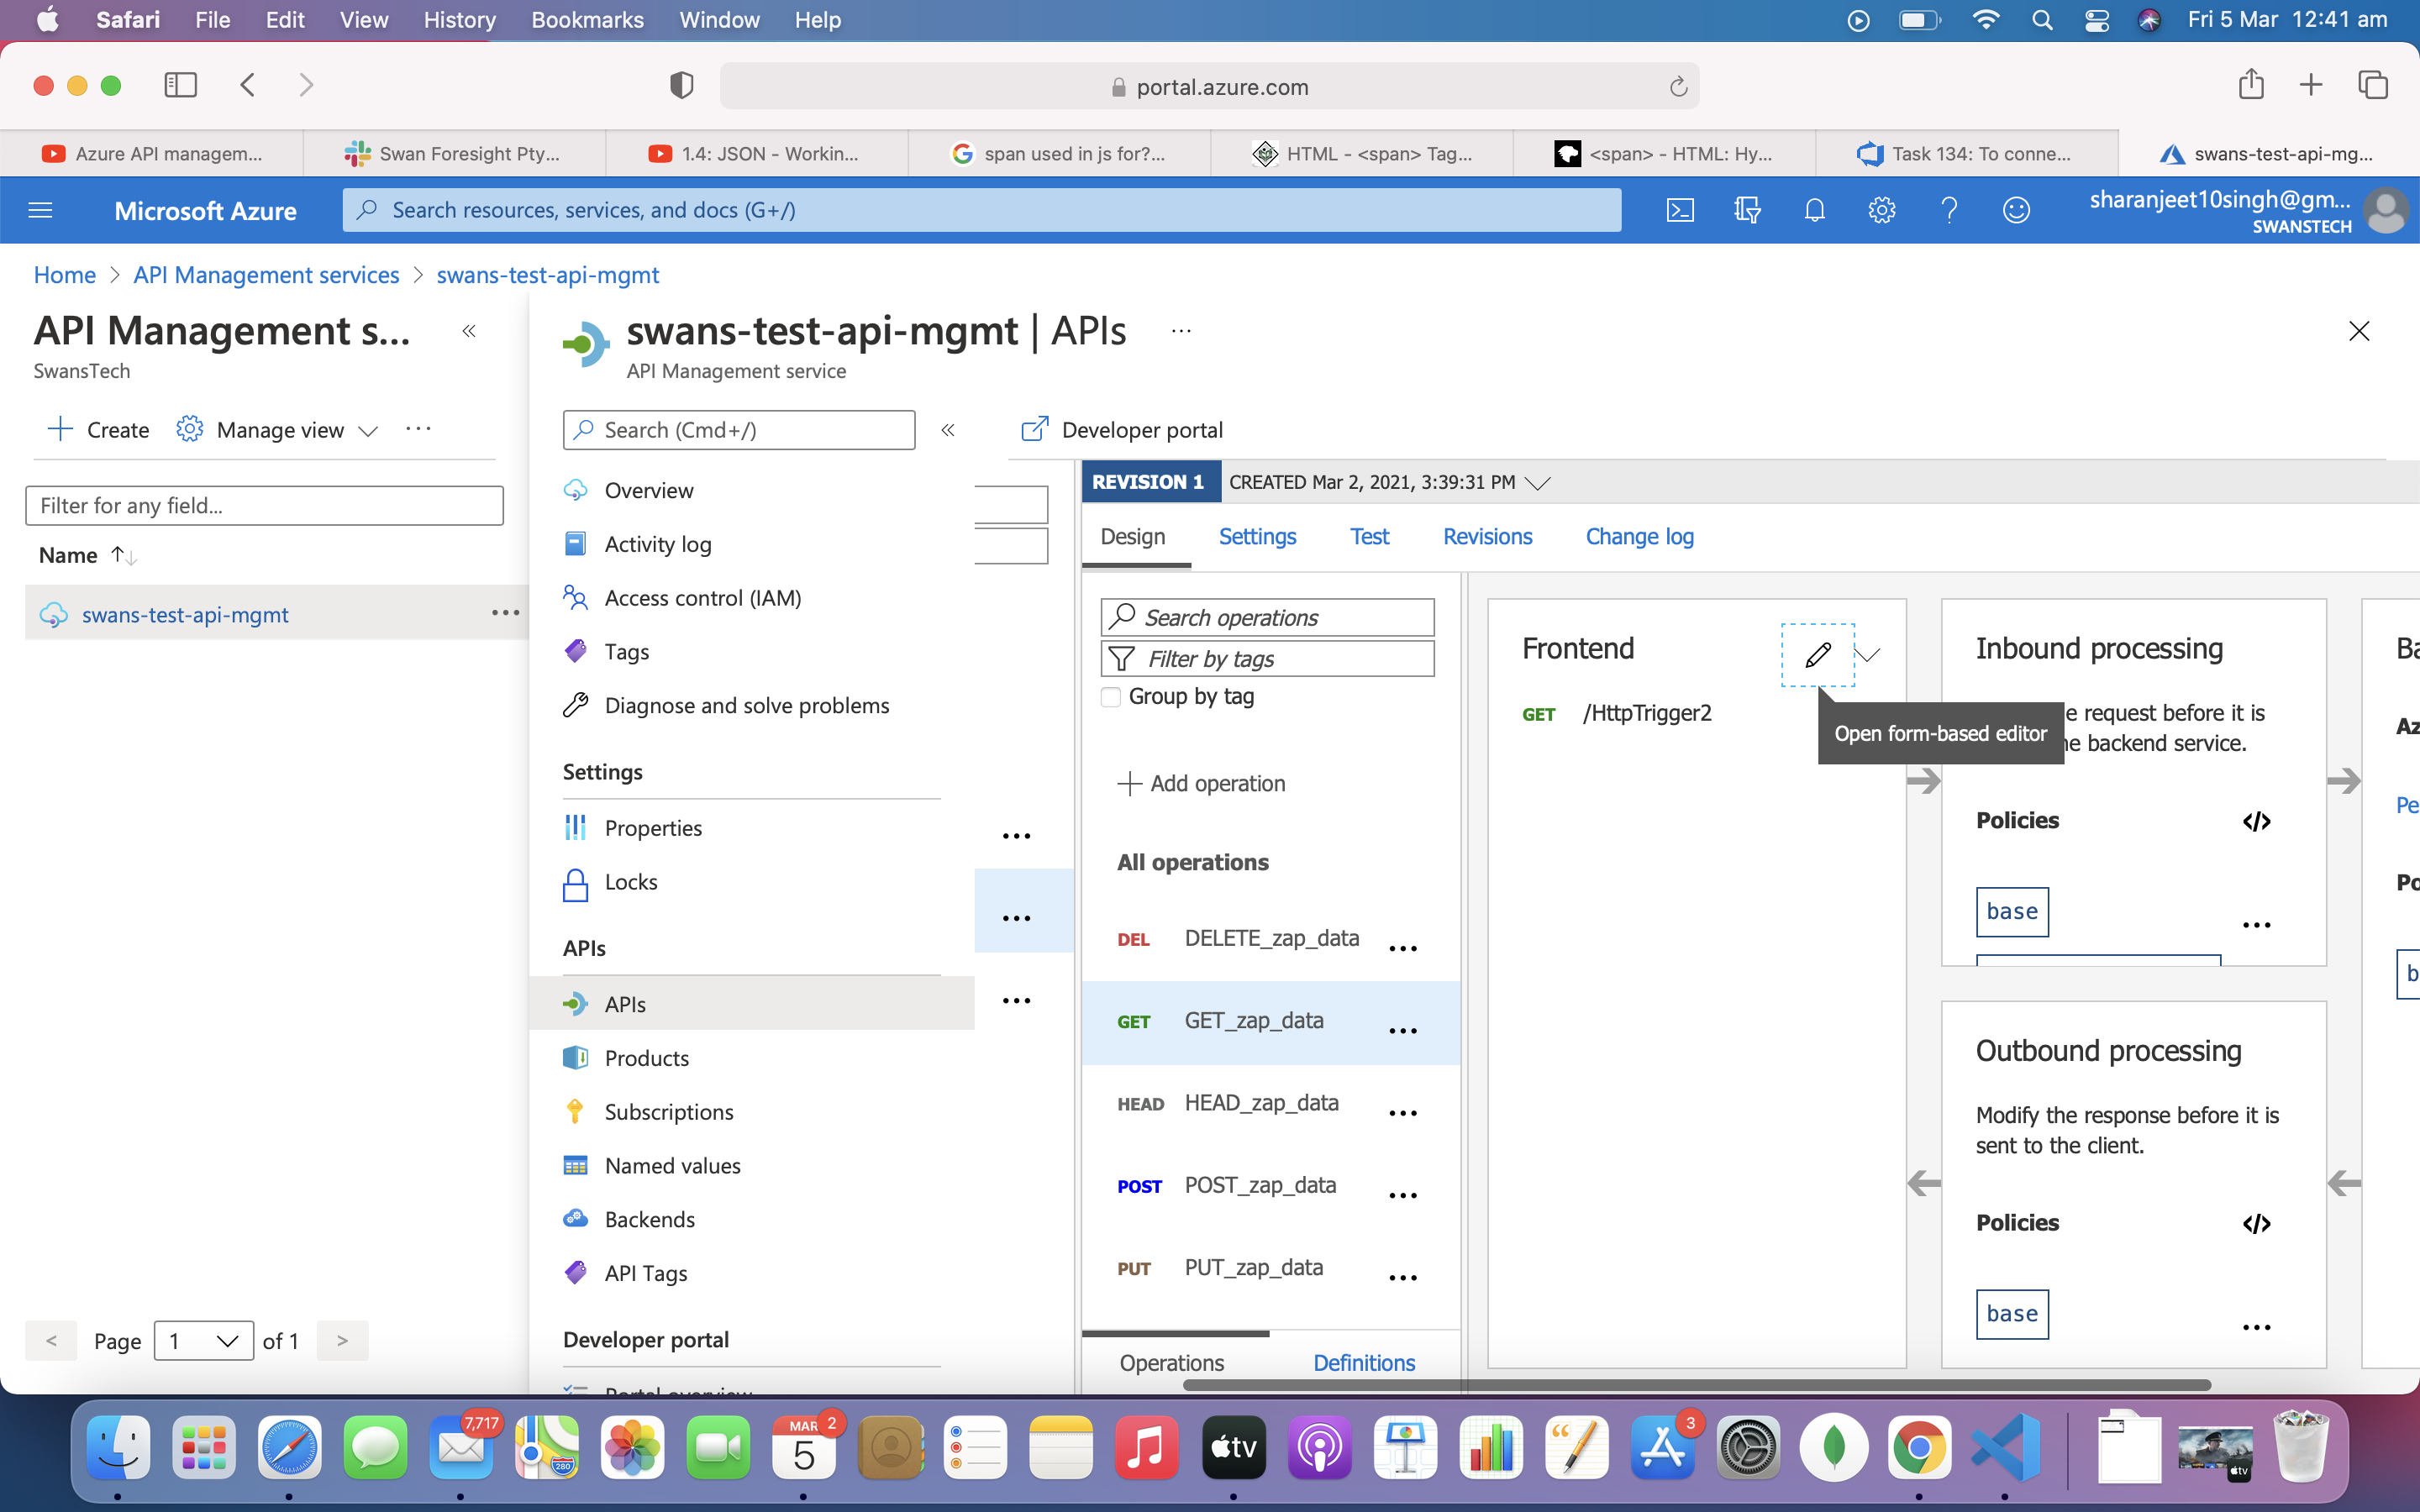 Safari File Edit View History Bookmarks Window Help Fri 5 Mar 12:41 am
portal.azure.com
Azure API managem... Swan Foresight Pty... 1.4: JSON - Workin... span used in js for?... HTML - <span> Tag... <span> - HTML: Hy... Task 134: To conne... swans-test-api-mg...
Microsoft Azure
Search resources, services, and docs (G+/)
sharanjeet10singh@gm...
SWANSTECH
Home > API Management services > swans-test-api-mgmt
API Management s...
SwansTech
Create Manage view ...
Filter for any field...
Name
swans-test-api-mgmt
Page 1 of 1
swans-test-api-mgmt | APIs
API Management service
Search (Cmd+/)
Overview
Activity log
Access control (IAM)
Tags
Diagnose and solve problems
Settings
Properties
Locks
APIs
APIs
Products
Subscriptions
Named values
Backends
API Tags
Developer portal
Portal overview
Developer portal
REVISION 1 CREATED Mar 2, 2021, 3:39:31 PM
Design Settings Test Revisions Change log
Search operations
Filter by tags
Group by tag
Add operation
All operations
DEL DELETE_zap_data
GET GET_zap_data
HEAD HEAD_zap_data
POST POST_zap_data
PUT PUT_zap_data
Operations Definitions
Frontend
GET /HttpTrigger2
Open form-based editor
Inbound processing
e request before it is
e backend service.
Policies
base
Outbound processing
Modify the response before it is
sent to the client.
Policies
base
Ba
Az
Pe
Po
b
7,717
280
MAR 2
5
tv
3
tv